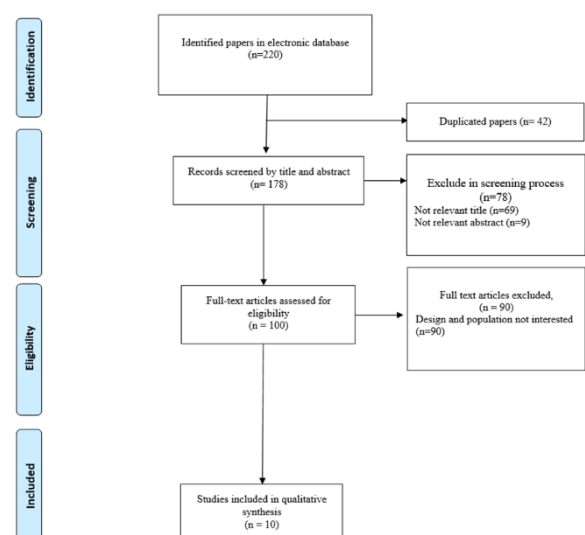 Identification
Identified papers in electronic database
(n=220)
Duplicated papers (n= 42)
Screening
Records screened by title and abstract
(n= 178)
Exclude in screening process
(n=78)
Not relevant title (n=69)
Not relevant abstract (n=9)
Eligibility
Full-text articles assessed for
eligibility
(n = 100)
Full text articles excluded,
(n = 90)
Design and population not interested
(n=90)
Included
Studies included in qualitative
synthesis
(n = 10)